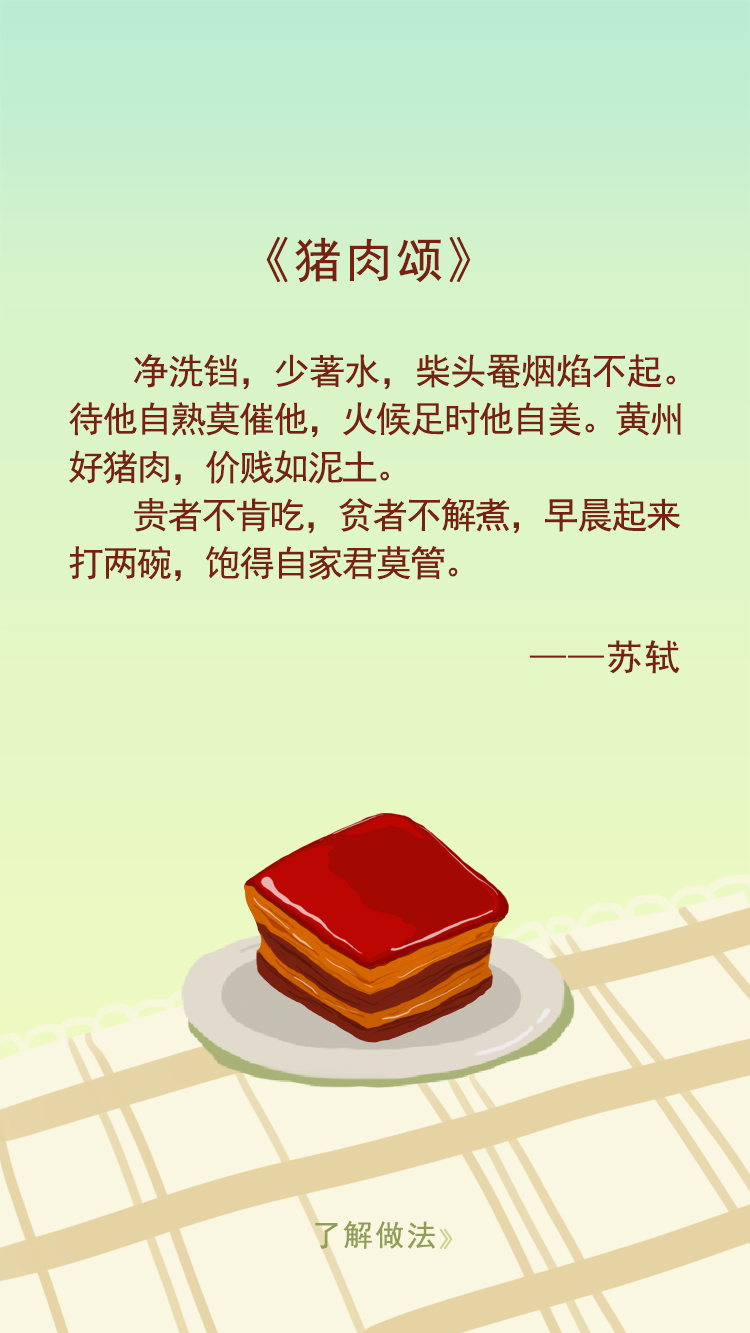 《猪肉颂》
净洗铛，少著水，柴头罨烟焰不起。
待他自熟莫催他，火候足时他自美。黄州
好猪肉，价贱如泥土。
贵者不肯吃，贫者不解煮，早晨起来
打两碗，饱得自家君莫管。
——苏轼
了解做法》